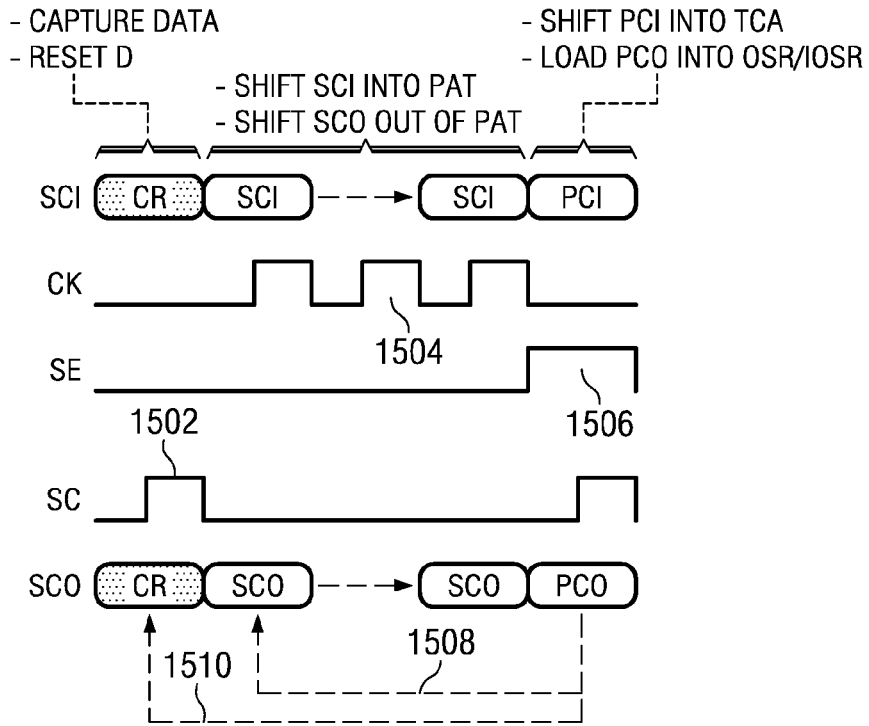 - CAPTURE DATA
- RESET D
- SHIFT SCI INTO PAT
- SHIFT SCO OUT OF PAT
- SHIFT PCI INTO TCA
- LOAD PCO INTO OSR/IOSR
SCI CR SCI SCI PCI
CK
1504
SE
1506
1502
SC
SCO CR SCO SCO PCO
1508
1510